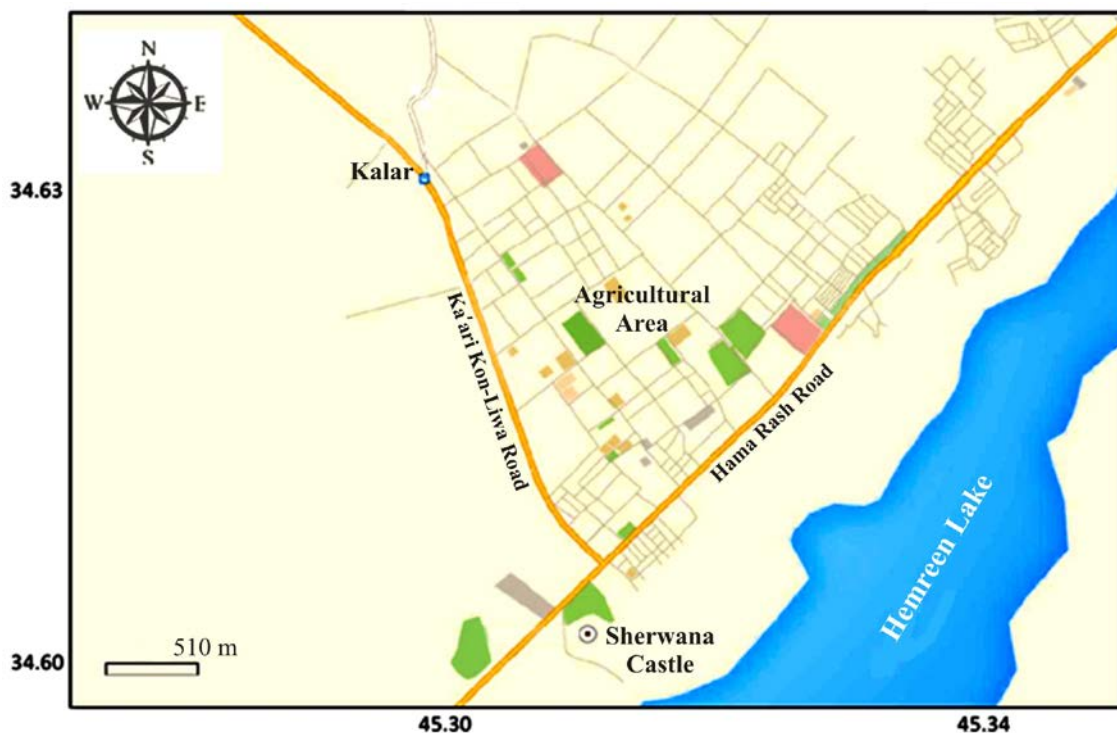 N
W E
S
34.63
Kalar
Agricultural
Area
Ka'ari Kon-Liwa Road
Hama Rash Road
Hemreen Lake
Sherwana
Castle
34.60
510 m
45.30
45.34